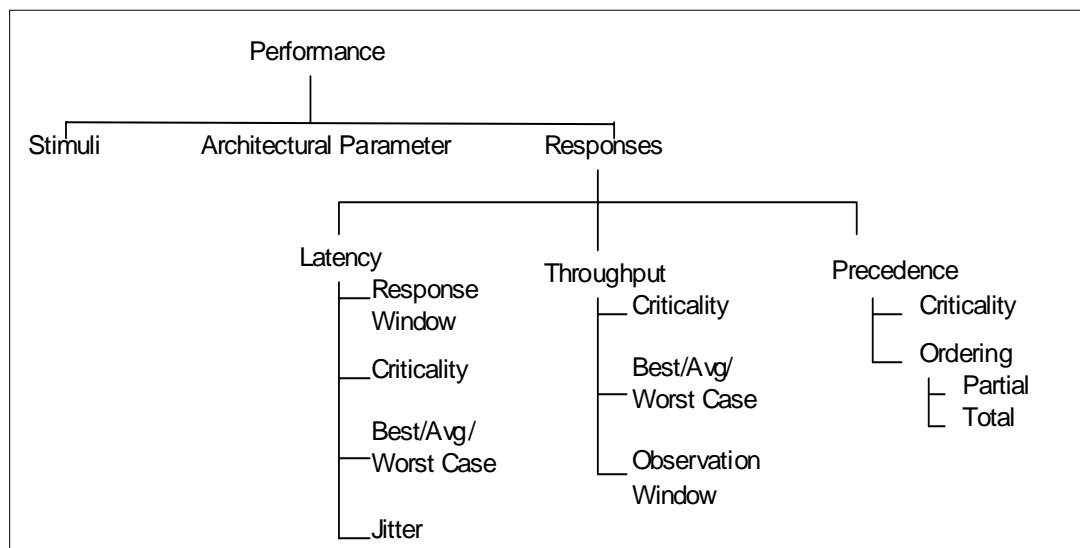 Performance
Stimuli
Architectural Parameter
Responses
Latency
Response
Window
Criticality
Best/Avg/
Worst Case
Jitter
Throughput
Criticality
Best/Avg/
Worst Case
Observation
Window
Precedence
Criticality
Ordering
Partial
Total